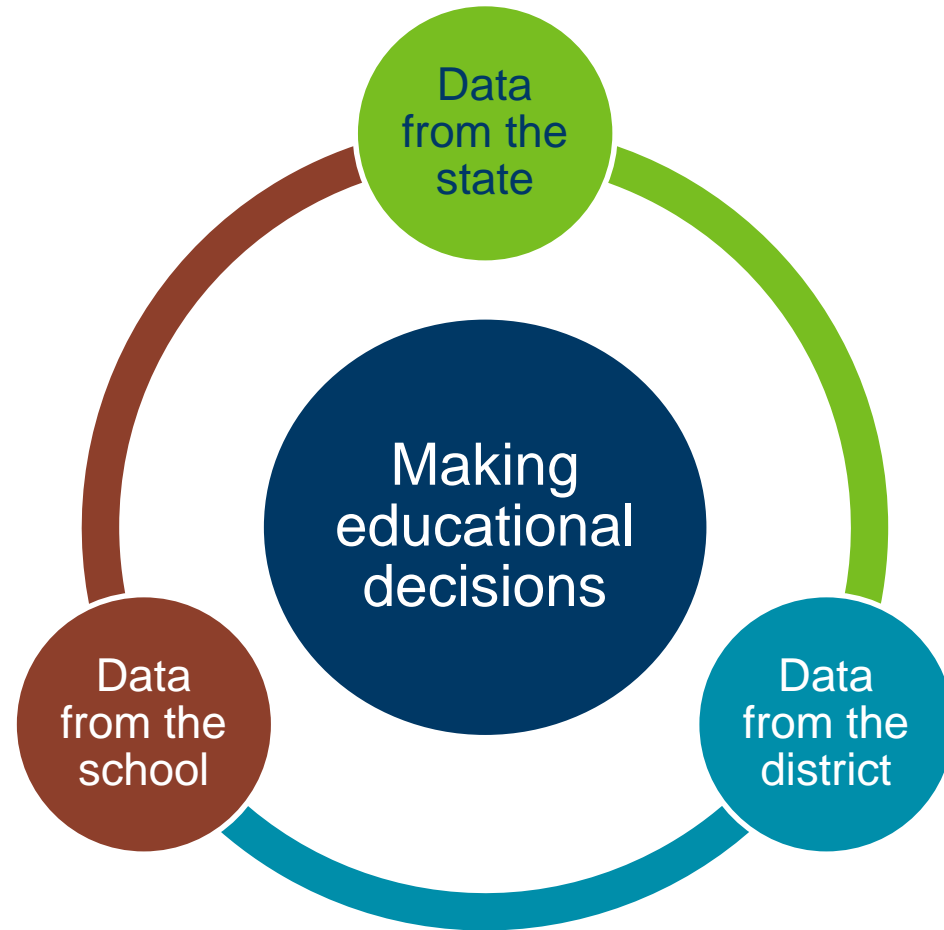 Data
from the
state
Making
educational
decisions
Data
from the
school
Data
from the
district